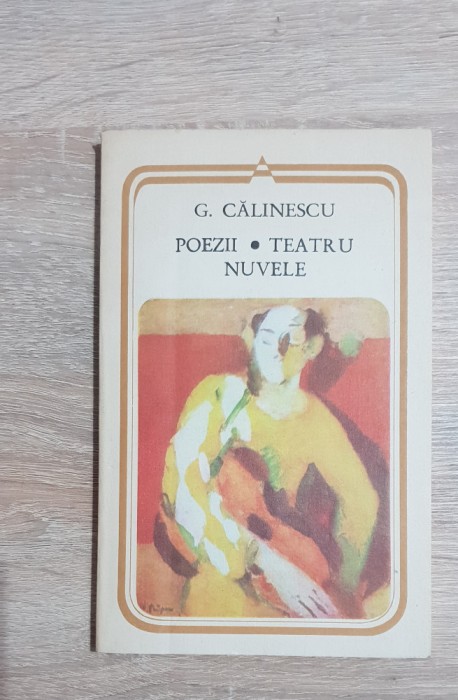 G. CĂLINESCU
POEZII • TEATRU
NUVELE